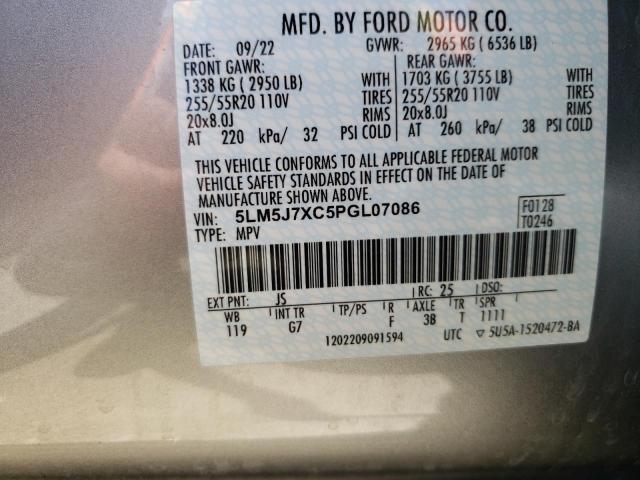 MFD. BY FORD MOTOR CO.
DATE: 09/22 GVWR: 2965 KG ( 6536 LB)
FRONT GAWR: REAR GAWR:
1338 KG ( 2950 LB) WITH 1703 KG ( 3755 LB) WITH
255/55R20 110V TIRES 255/55R20 110V TIRES
20x8.0J RIMS 20x8.0J RIMS
AT 220 kPa/ 32 PSI COLD AT 260 kPa/ 38 PSI COLD
THIS VEHICLE CONFORMS TO ALL APPLICABLE FEDERAL MOTOR
VEHICLE SAFETY STANDARDS IN EFFECT ON THE DATE OF
MANUFACTURE SHOWN ABOVE.
VIN: 5LM5J7XC5PGL07086 F0128
TYPE: MPV T0246
EXT PNT: JS RC: 25 DSO:
WB INT TR TP/PS R AXLE TR SPR
119 G7 F 3B T 1111
1202209091594 UTC ▽ 5U5A-1520472-BA